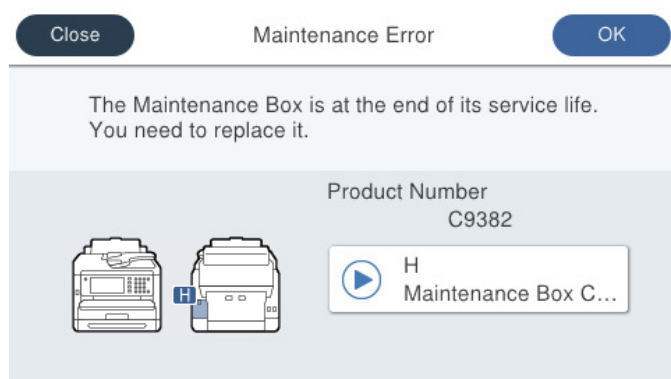 Close
Maintenance Error
OK
The Maintenance Box is at the end of its service life.
You need to replace it.
Product Number
C9382
H
H
Maintenance Box C...